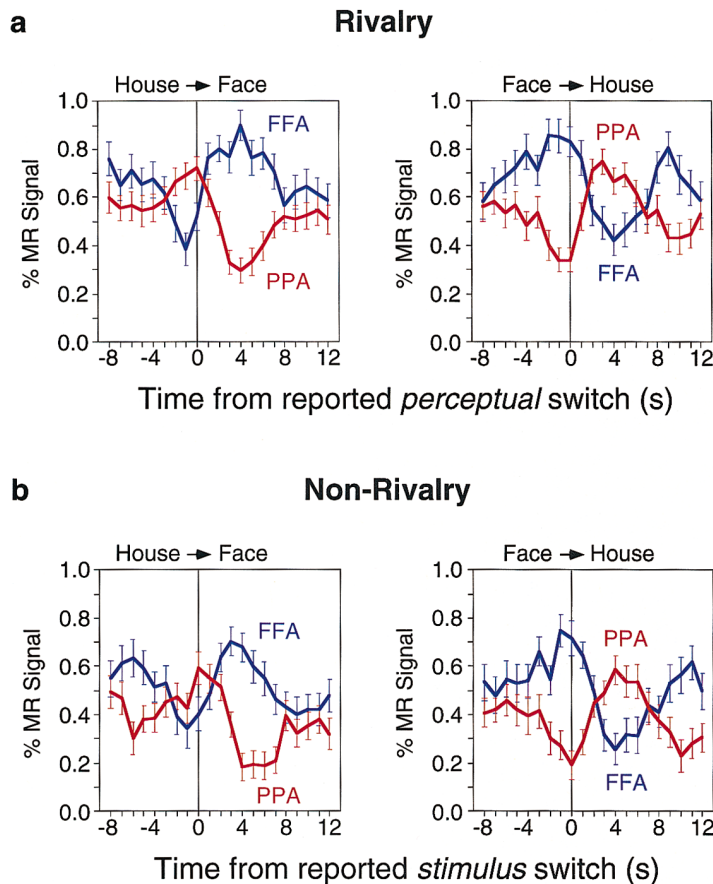 a
Rivalry
House → Face
Face → House
% MR Signal
1.0
0.8
0.6
0.4
0.2
0.0
FFA
PPA
-8 -4 0 4 8 12
% MR Signal
1.0
0.8
0.6
0.4
0.2
0.0
PPA
FFA
-8 -4 0 4 8 12
Time from reported perceptual switch (s)
b
Non-Rivalry
House → Face
Face → House
% MR Signal
1.0
0.8
0.6
0.4
0.2
0.0
FFA
PPA
-8 -4 0 4 8 12
% MR Signal
1.0
0.8
0.6
0.4
0.2
0.0
PPA
FFA
-8 -4 0 4 8 12
Time from reported stimulus switch (s)